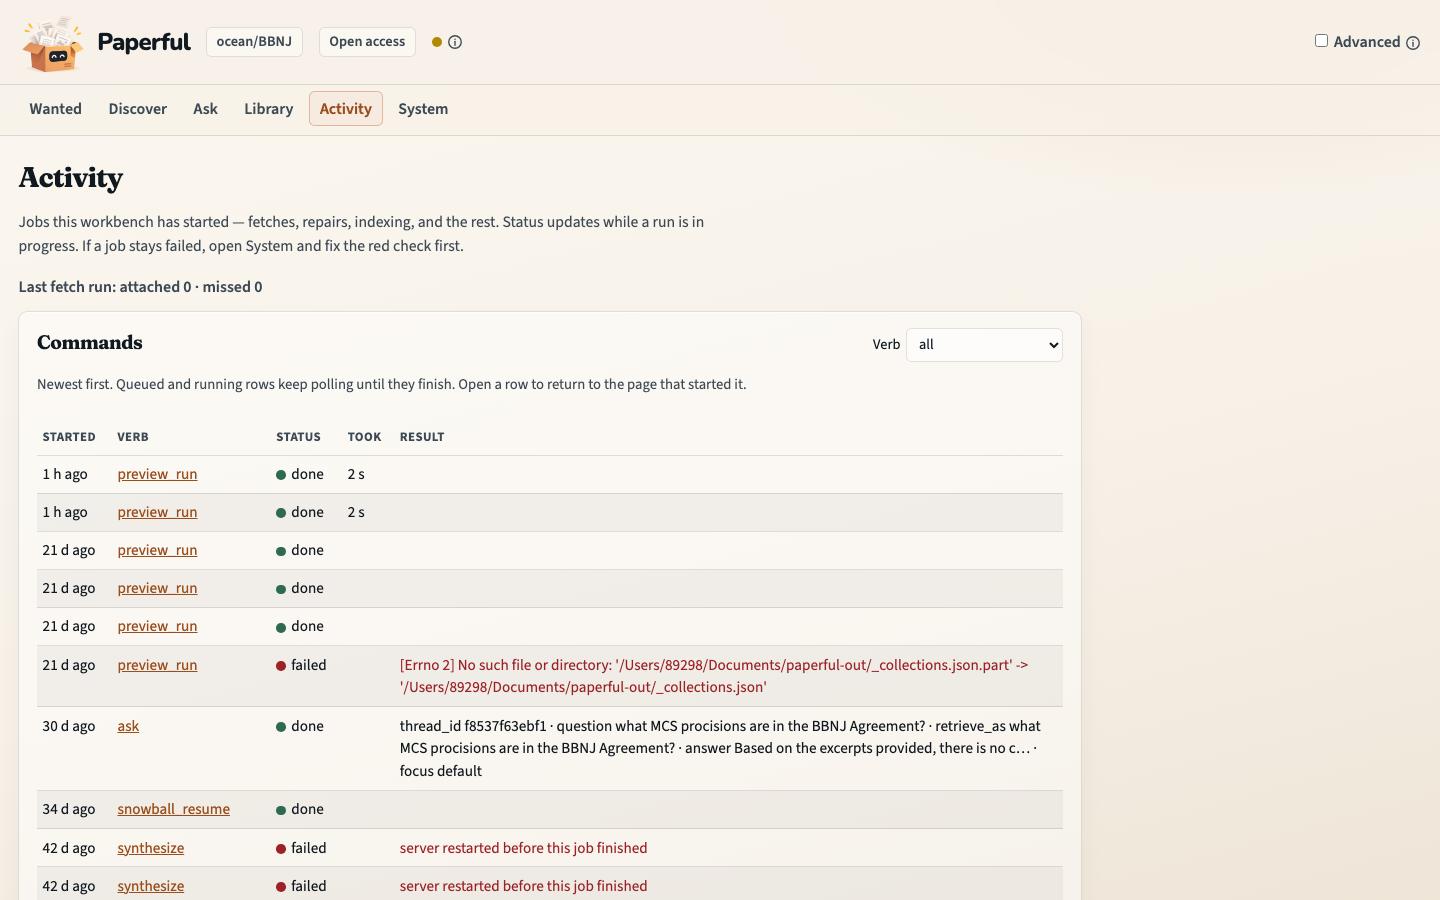 Paperful
ocean/BBNJ
Open access
Advanced
Wanted Discover Ask Library Activity System
Activity
Jobs this workbench has started — fetches, repairs, indexing, and the rest. Status updates while a run is in
progress. If a job stays failed, open System and fix the red check first.
Last fetch run: attached 0 · missed 0
Commands
Verb all
Newest first. Queued and running rows keep polling until they finish. Open a row to return to the page that started it.
STARTED VERB STATUS TOOK RESULT
1 h ago preview_run done 2 s
1 h ago preview_run done 2 s
21 d ago preview_run done
21 d ago preview_run done
21 d ago preview_run done
21 d ago preview_run failed [Errno 2] No such file or directory: '/Users/89298/Documents/paperful-out/_collections.json.part' ->
'/Users/89298/Documents/paperful-out/_collections.json'
30 d ago ask done thread_id f8537f63ebf1 · question what MCS procisions are in the BBNJ Agreement? · retrieve_as what
MCS procisions are in the BBNJ Agreement? · answer Based on the excerpts provided, there is no c… ·
focus default
34 d ago snowball_resume done
42 d ago synthesize failed server restarted before this job finished
42 d ago synthesize failed server restarted before this job finished